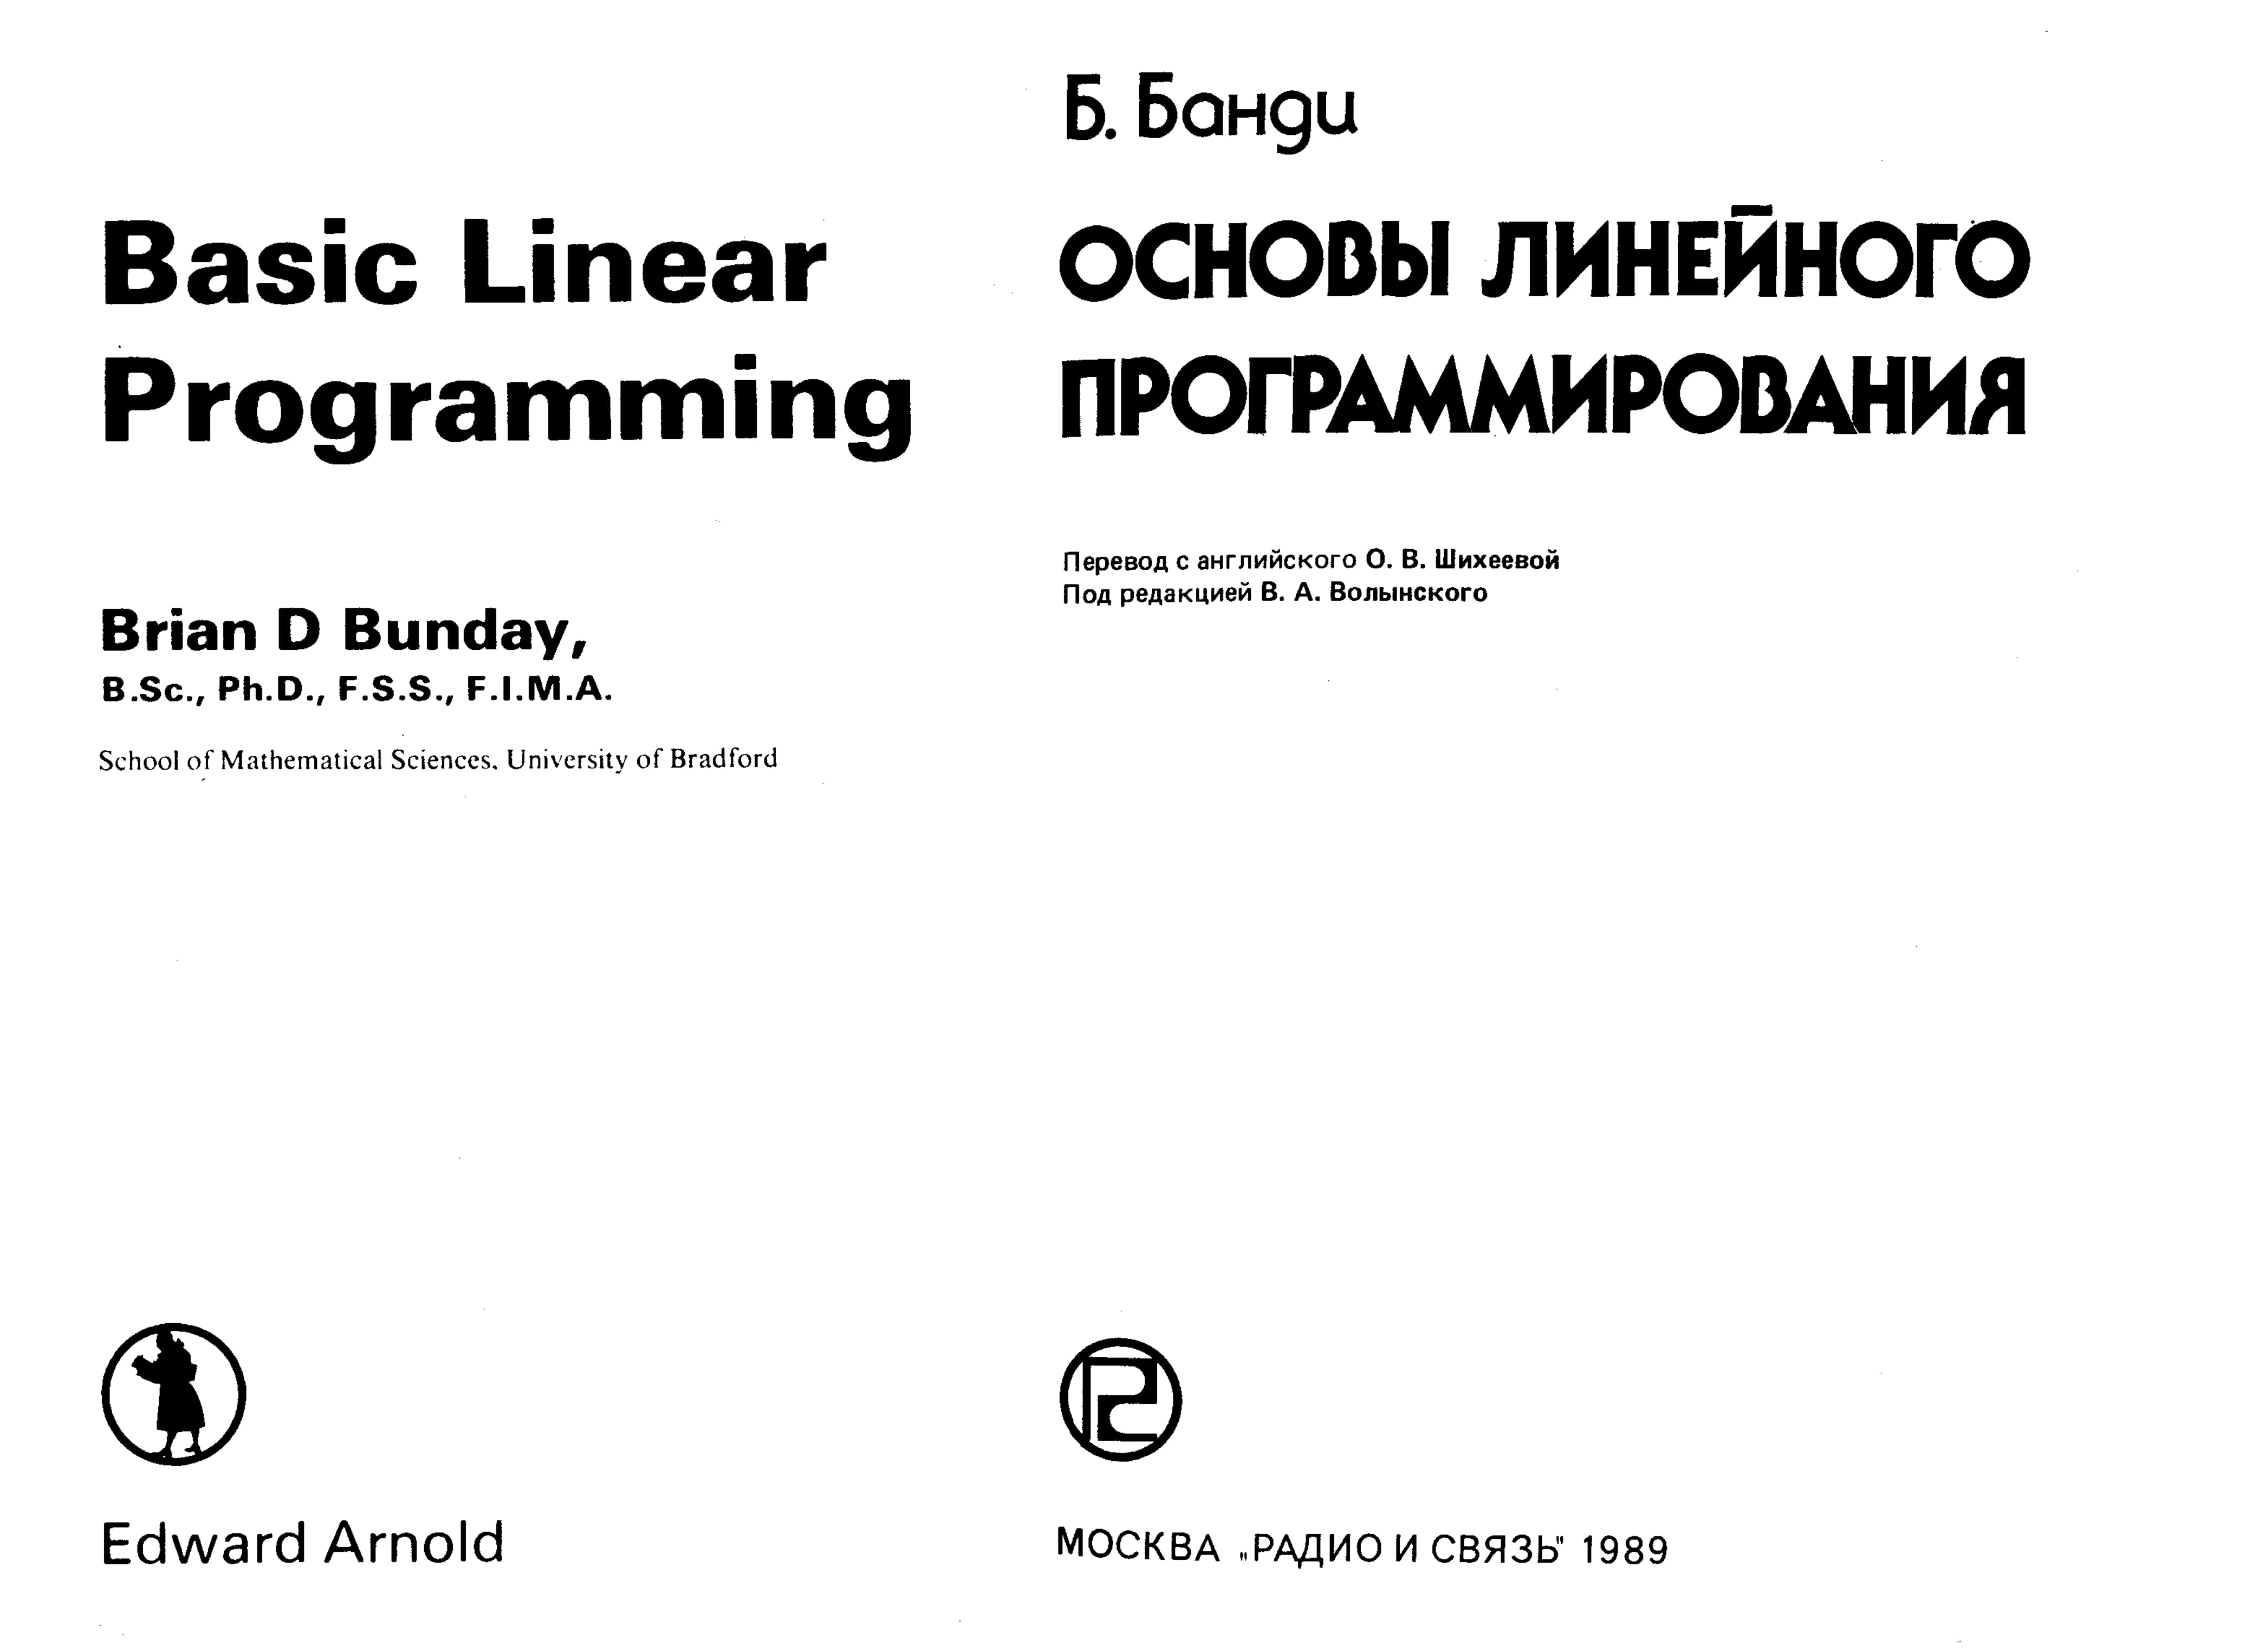 Basic Linear
Programming
Brian D Bunday,
B.Sc., Ph.D., F.S.S., F.I.M.A.
School of Mathematical Sciences, University of Bradford
Edward Arnold
Б. Банди
ОСНОВЫ ЛИНЕЙНОГО
ПРОГРАММИРОВАНИЯ
Перевод с английского О. В. Шихеевой
Под редакцией В. А. Волынского
МОСКВА „РАДИО И СВЯЗЬ" 1989